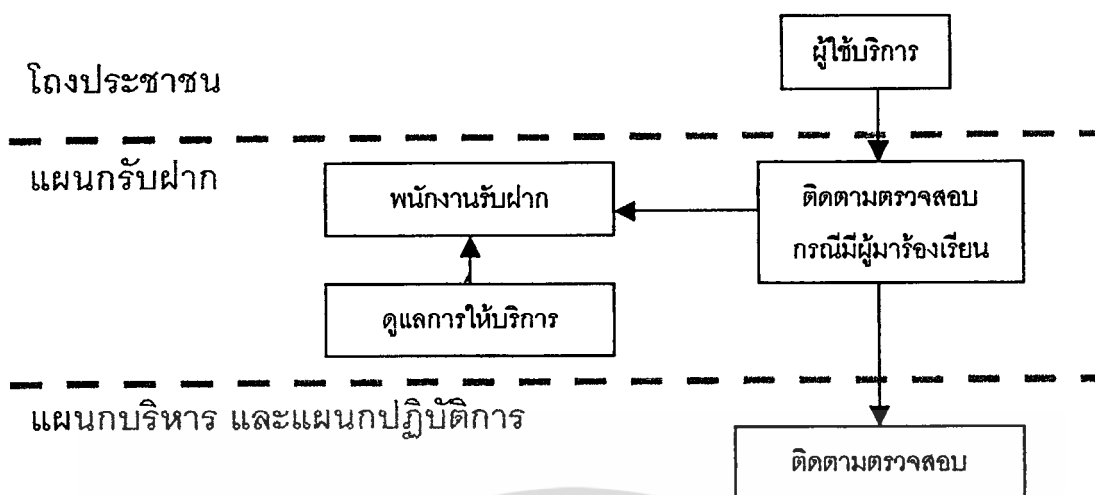 ผู้ใช้บริการ
โถงประชาชน
แผนกรับฝาก
พนักงานรับฝาก
ติดตามตรวจสอบ
กรณีมีผู้มาร้องเรียน
ดูแลการให้บริการ
แผนกบริหาร และแผนกปฏิบัติการ
ติดตามตรวจสอบ